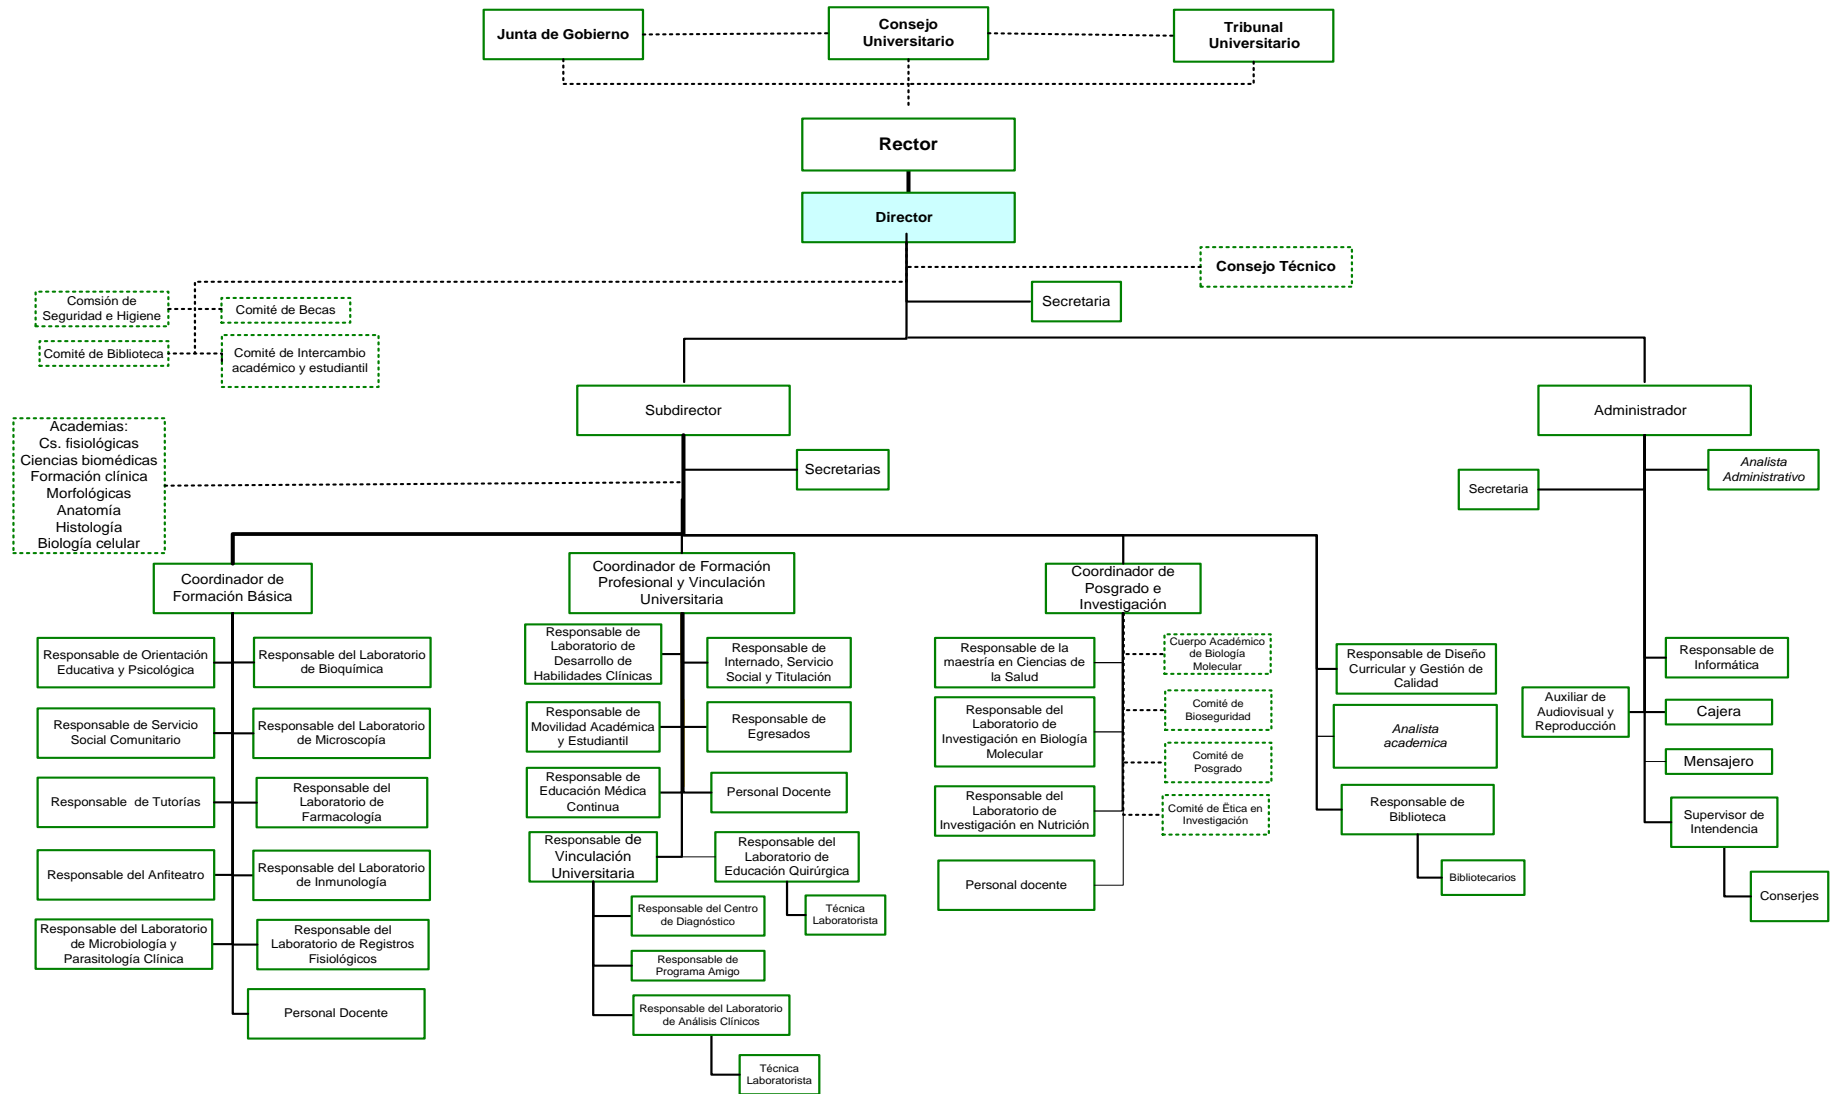 Junta de Gobierno
Consejo
Universitario
Tribunal
Universitario
Rector
Director
Consejo Técnico
Secretaria
Comsión de
Seguridad e Higiene
Comité de Becas
Comité de Biblioteca
Comité de Intercambio
académico y estudiantil
Subdirector
Administrador
Academias:
Cs. fisiológicas
Ciencias biomédicas
Formación clínica
Morfológicas
Anatomía
Histología
Biología celular
Secretarias
Analista
Administrativo
Secretaria
Coordinador de
Formación Básica
Coordinador de Formación
Profesional y Vinculación
Universitaria
Coordinador de
Posgrado e
Investigación
Responsable de Orientación
Educativa y Psicológica
Responsable del Laboratorio
de Bioquímica
Responsable de Servicio
Social Comunitario
Responsable del Laboratorio
de Microscopía
Responsable  de Tutorías
Responsable del
Laboratorio de
Farmacología
Responsable del Anfiteatro
Responsable del Laboratorio
de Inmunología
Responsable del Laboratorio
de Microbiología y
Parasitología Clínica
Responsable del
Laboratorio de Registros
Fisiológicos
Personal Docente
Responsable de
Laboratorio de
Desarrollo de
Habilidades Clínicas
Responsable de
Internado, Servicio
Social y Titulación
Responsable de
Movilidad Académica
y Estudiantil
Responsable de
Egresados
Responsable de
Educación Médica
Continua
Personal Docente
Responsable de
Vinculación
Universitaria
Responsable del
Laboratorio de
Educación Quirúrgica
Responsable del Centro
de Diagnóstico
Técnica
Laboratorista
Responsable de
Programa Amigo
Responsable del Laboratorio
de Análisis Clínicos
Técnica
Laboratorista
Responsable de la
maestría en Ciencias de
la Salud
Cuerpo Académico
de Biología
Molecular
Responsable del
Laboratorio de
Investigación en Biología
Molecular
Comité de
Bioseguridad
Comité de
Posgrado
Responsable del
Laboratorio de
Investigación en Nutrición
Comité de Ëtica en
Investigación
Personal docente
Responsable de Diseño
Curricular y Gestión de
Calidad
Analista
academica
Responsable de
Biblioteca
Bibliotecarios
Responsable de
Informática
Auxiliar de
Audiovisual y
Reproducción
Cajera
Mensajero
Supervisor de
Intendencia
Conserjes